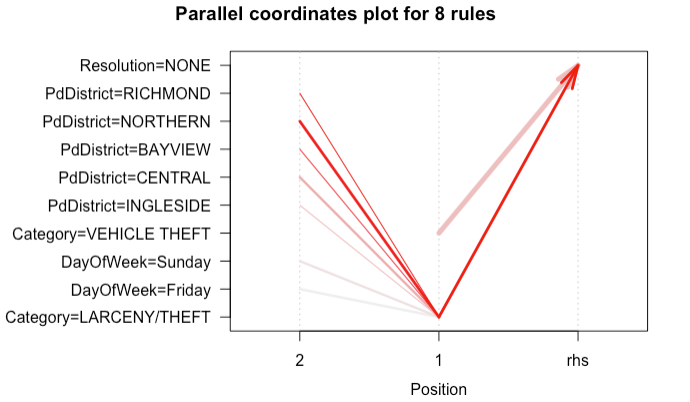 Parallel coordinates plot for 8 rules
Resolution=NONE
PdDistrict=RICHMOND
PdDistrict=NORTHERN
PdDistrict=BAYVIEW
PdDistrict=CENTRAL
PdDistrict=INGLESIDE
Category=VEHICLE THEFT
DayOfWeek=Sunday
DayOfWeek=Friday
Category=LARCENY/THEFT
2 1 rhs
Position